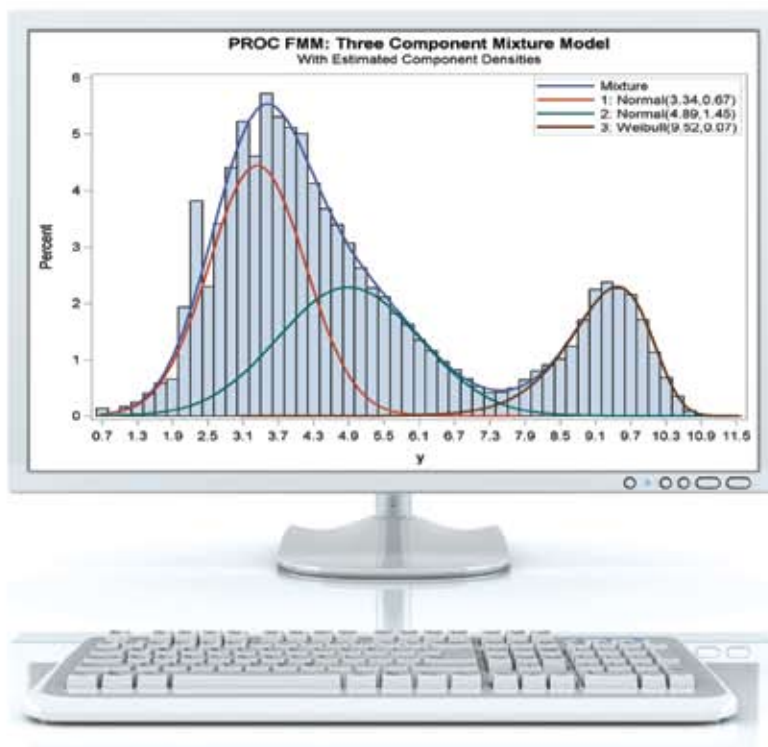 PROC FMM: Three Component Mixture Model
With Estimated Component Densities
Mixture
1: Normal(3.34,0.67)
2: Normal(4.89,1.45)
3: Weibull(9.52,0.07)
Percent
6
5
4
3
2
1
0
0.7 1.3 1.9 2.5 3.1 3.7 4.3 4.9 5.5 6.1 6.7 7.3 7.9 8.5 9.1 9.7 10.3 10.9 11.5
y